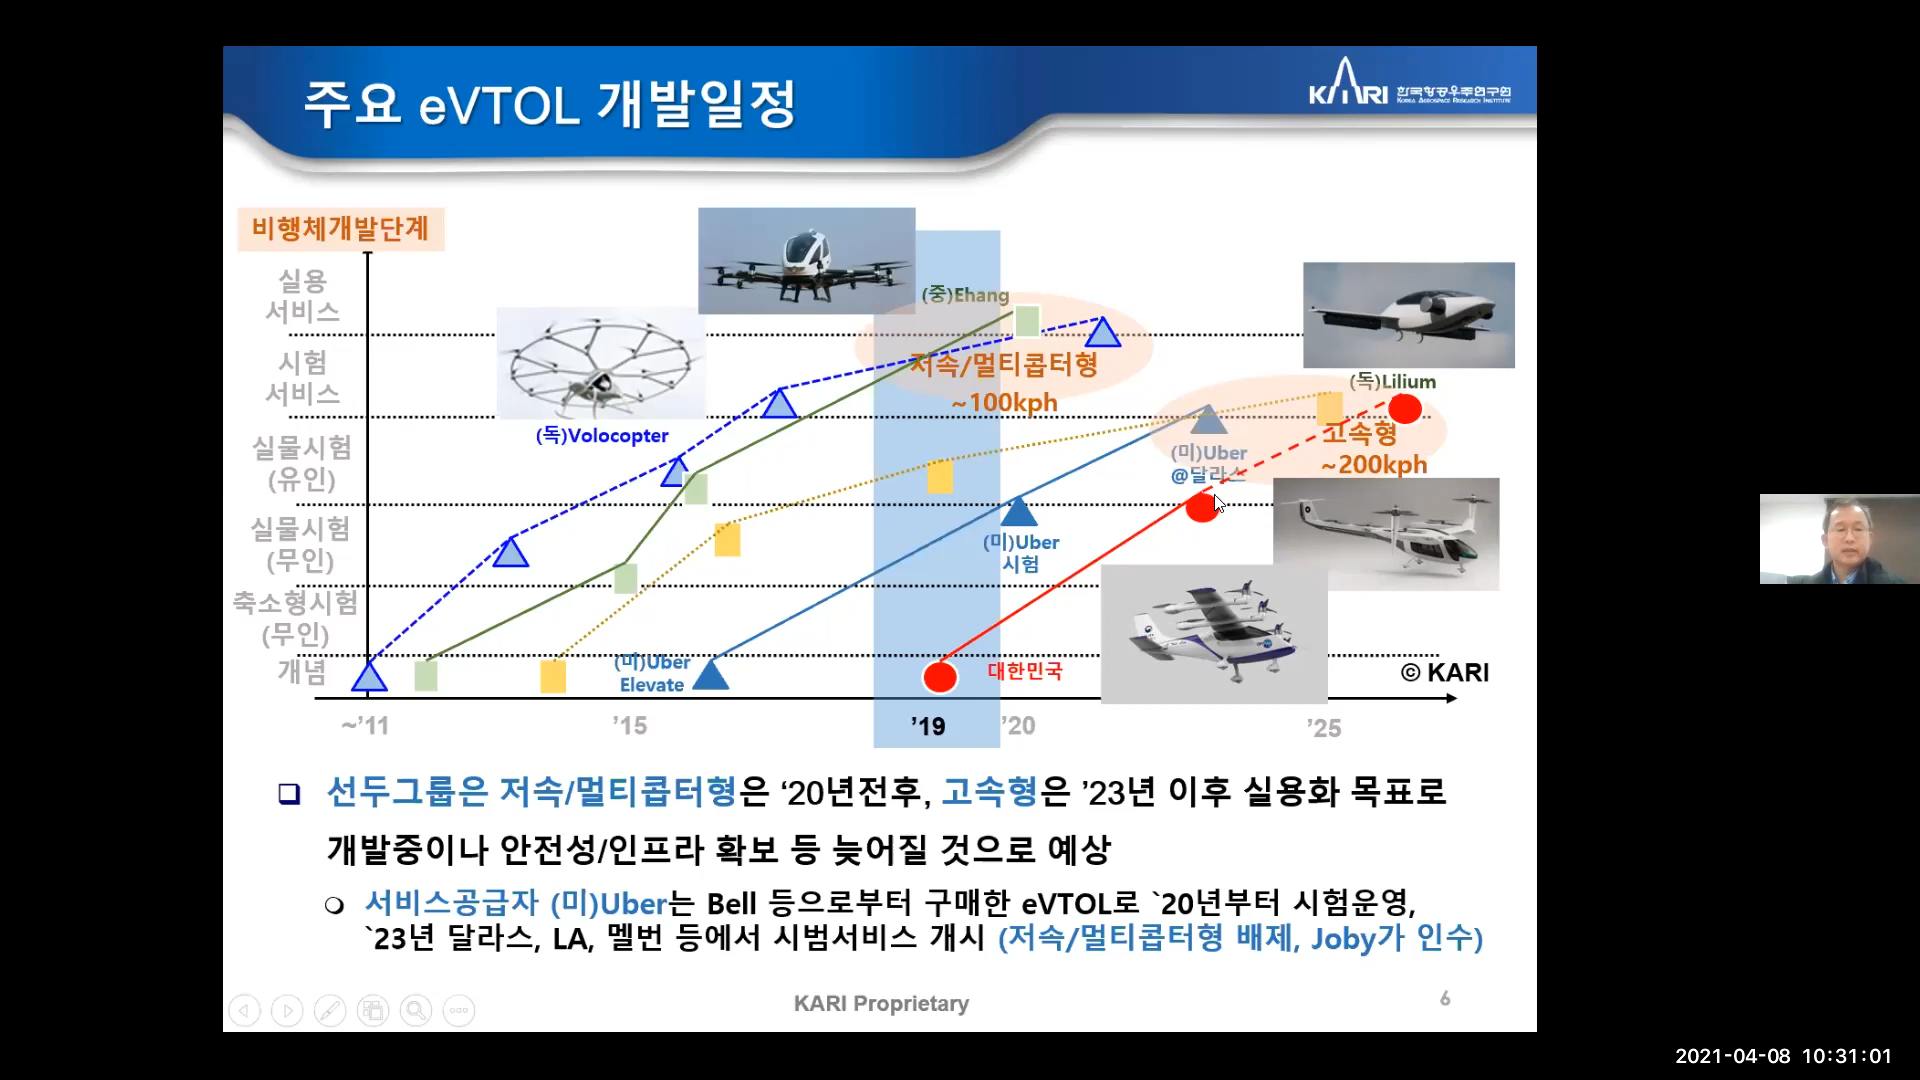 주요 eVTOL 개발일정
KARI 한국항공우주연구원
KOREA AEROSPACE RESEARCH INSTITUTE
비행체개발단계
실용
서비스
시험
서비스
실물시험
(유인)
실물시험
(무인)
축소형시험
(무인)
개념
(중)Ehang
(독)Volocopter
저속/멀티콥터형
~100kph
(독)Lilium
고속형
~200kph
(미)Uber
@달라스
(미)Uber
시험
(미)Uber
Elevate
대한민국
© KARI
~’11
’15
’19
’20
’25
선두그룹은 저속/멀티콥터형은 ‘20년전후, 고속형은 ’23년 이후 실용화 목표로
개발중이나 안전성/인프라 확보 등 늦어질 것으로 예상
서비스공급자 (미)Uber는 Bell 등으로부터 구매한 eVTOL로 `20년부터 시험운영,
`23년 달라스, LA, 멜번 등에서 시범서비스 개시 (저속/멀티콥터형 배제, Joby가 인수)
KARI Proprietary
6
2021-04-08 10:31:01